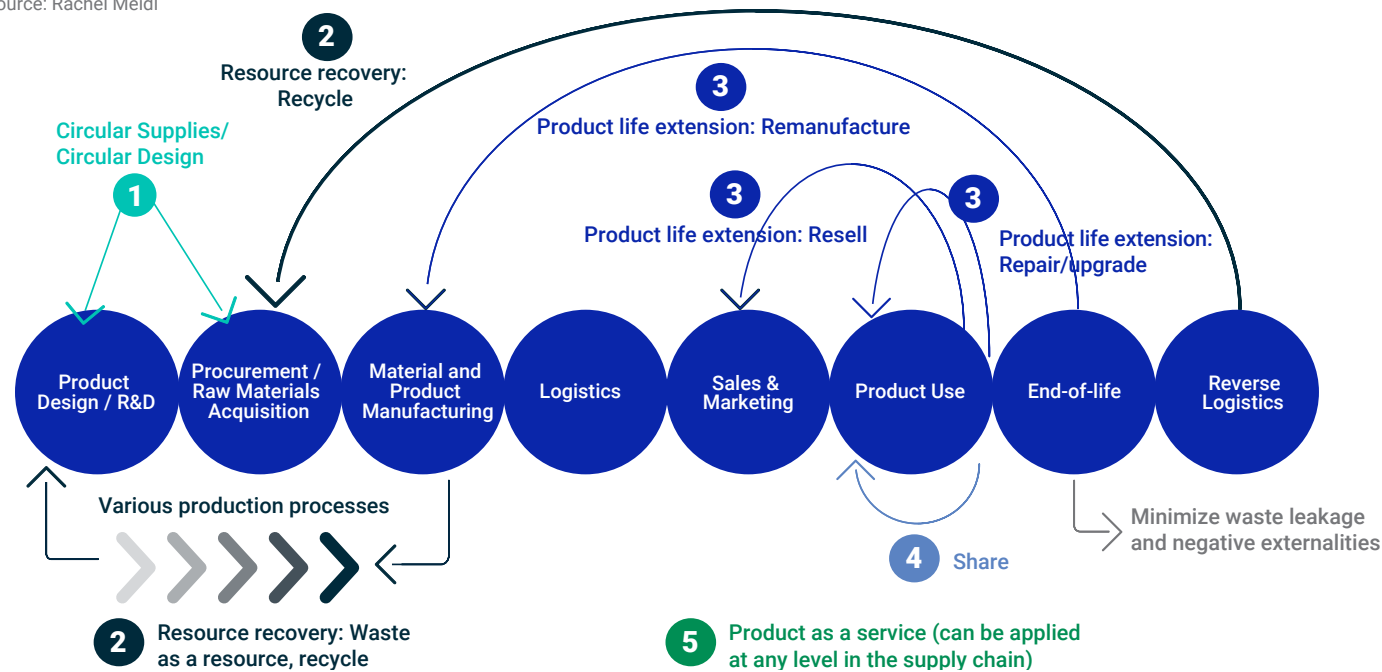 ource: Rachel Meidl
2
Resource recovery:
Recycle
3
Product life extension: Remanufacture
Circular Supplies/
Circular Design
1
3
Product life extension: Resell
3
Product life extension:
Repair/upgrade
Product
Design / R&D
Procurement /
Raw Materials
Acquisition
Material and
Product
Manufacturing
Logistics
Sales &
Marketing
Product Use
End-of-life
Reverse
Logistics
Various production processes
Minimize waste leakage
and negative externalities
4
Share
2
Resource recovery: Waste
as a resource, recycle
5
Product as a service (can be applied
at any level in the supply chain)